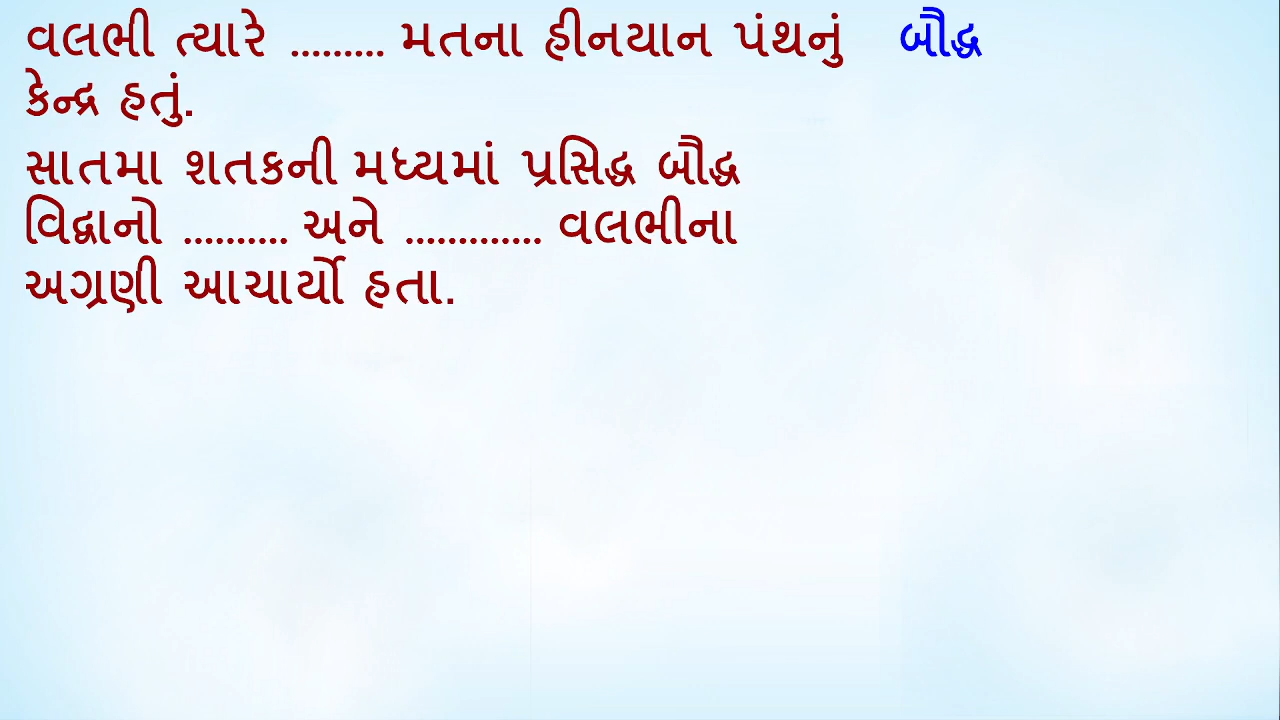 વલભી ત્યારે ......... મતના હીનયાન પંથનું બૌદ્ધ
કેન્દ્ર હતું.
સાતમા શતકની મધ્યમાં પ્રસિદ્ધ બૌદ્ધ
વિદ્વાનો .......... અને ............. વલભીના
અગ્રણી આચાર્યો હતા.